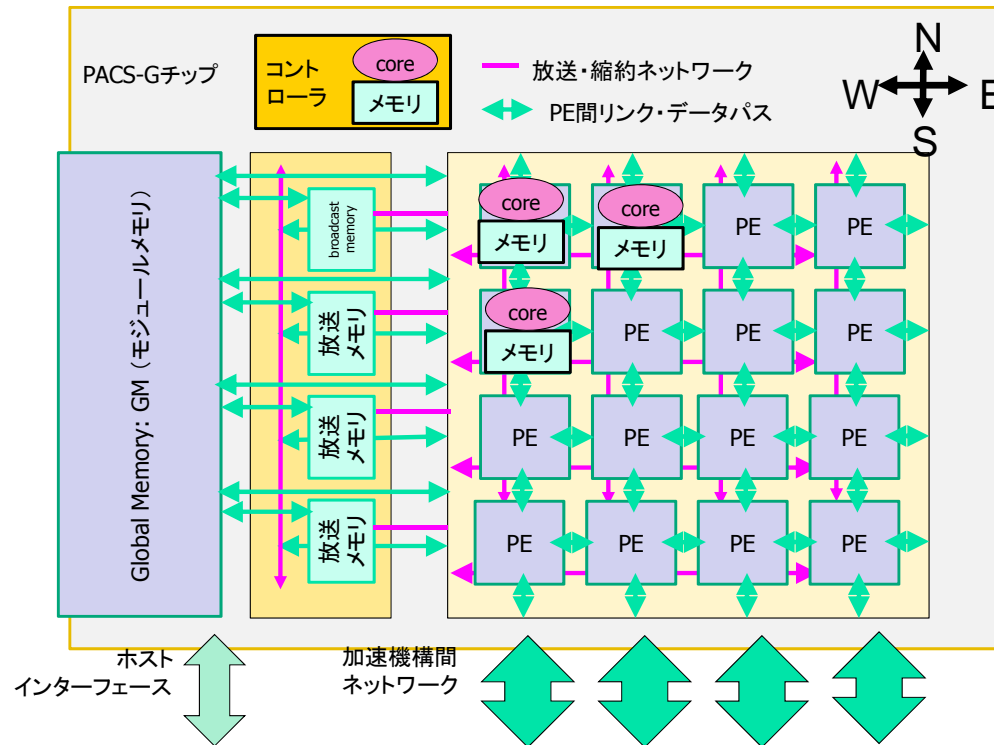 PACS-Gチップ
コント
ローラ
core
メモリ
放送・縮約ネットワーク
PE間リンク・データパス
N
W
E
S
Global Memory: GM (モジュールメモリ)
broadcast
memory
放送
メモリ
放送
メモリ
放送
メモリ
core
メモリ
core
メモリ
PE
PE
core
メモリ
PE
PE
PE
PE
PE
PE
PE
PE
PE
PE
PE
ホスト
インターフェース
加速機構間
ネットワーク